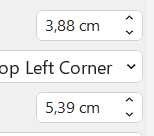 3,88 cm
op Left Corner
5,39 cm